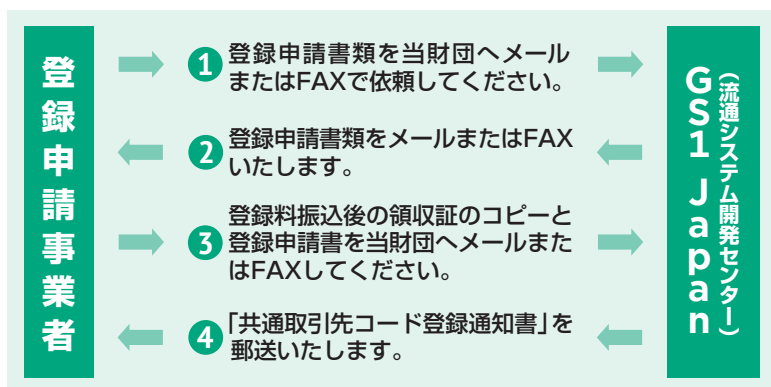 登録申請事業者
❶ 登録申請書類を当財団へメール
またはFAXで依頼してください。
❷ 登録申請書類をメールまたはFAX
いたします。
❸ 登録料振込後の領収証のコピーと
登録申請書を当財団へメールまた
はFAXしてください。
❹ 「共通取引先コード登録通知書」を
郵送いたします。
GS1 Japan
（流通システム開発センター）